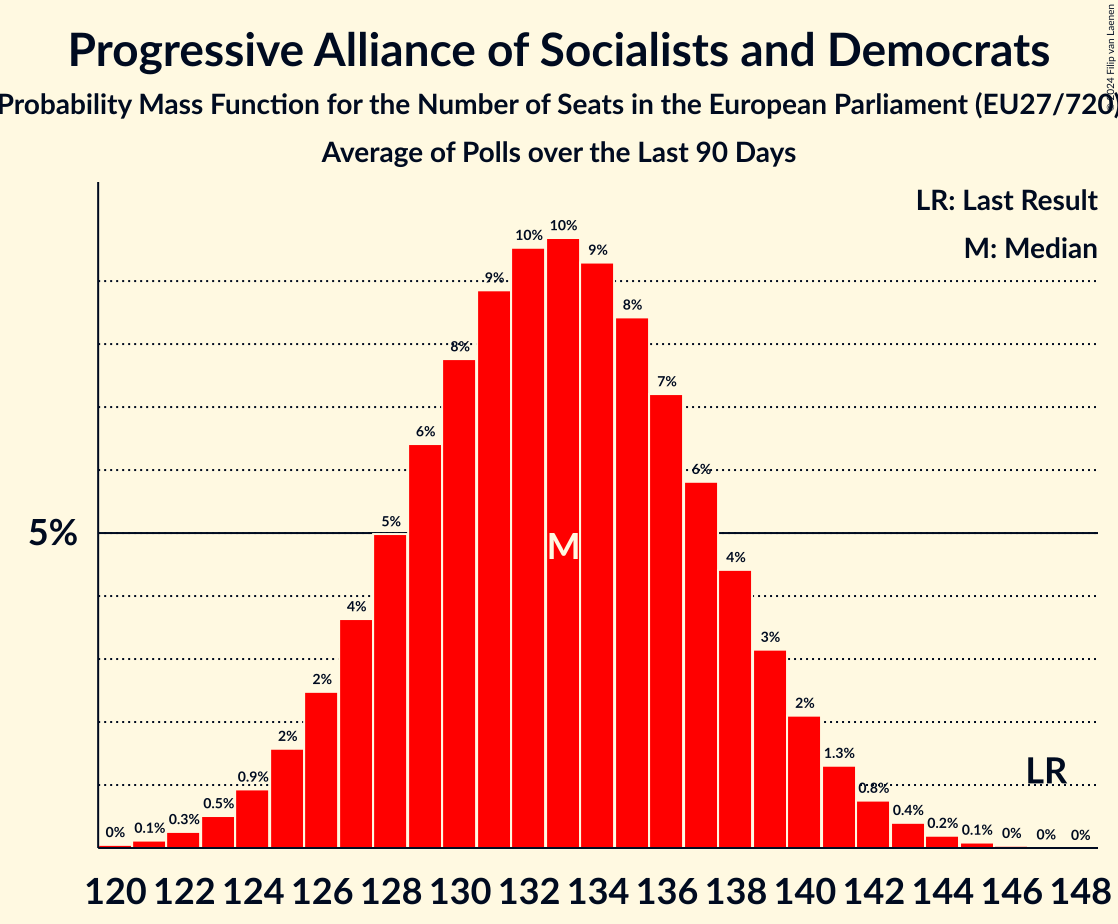 Progressive Alliance of Socialists and Democrats
Probability Mass Function for the Number of Seats in the European Parliament (EU27/720)
Average of Polls over the Last 90 Days
© 2024 Filip van Laenen
LR: Last Result
M: Median
5%
0% 0.1% 0.3% 0.5% 0.9% 2% 2% 4% 5% 6% 8% 9% 10% 10% 9% 8% 7% 6% 4% 3% 2% 1.3% 0.8% 0.4% 0.2% 0.1% 0% 0% 0%
M
LR
120 122 124 126 128 130 132 134 136 138 140 142 144 146 148